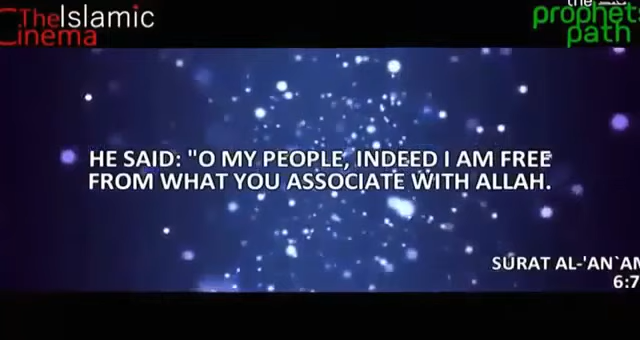 The Islamic
Cinema
the
prophets
path
HE SAID: "O MY PEOPLE, INDEED I AM FREE
FROM WHAT YOU ASSOCIATE WITH ALLAH.
SURAT AL-'AN`AM
6:7